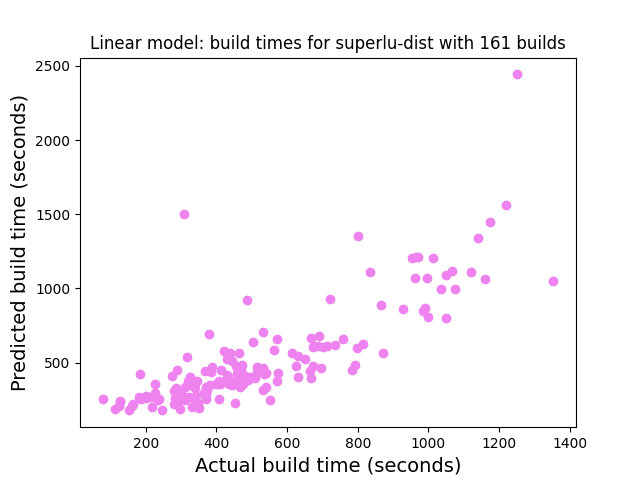 Linear model: build times for superlu-dist with 161 builds
Predicted build time (seconds)
2500
2000
1500
1000
500
200 400 600 800 1000 1200 1400
Actual build time (seconds)